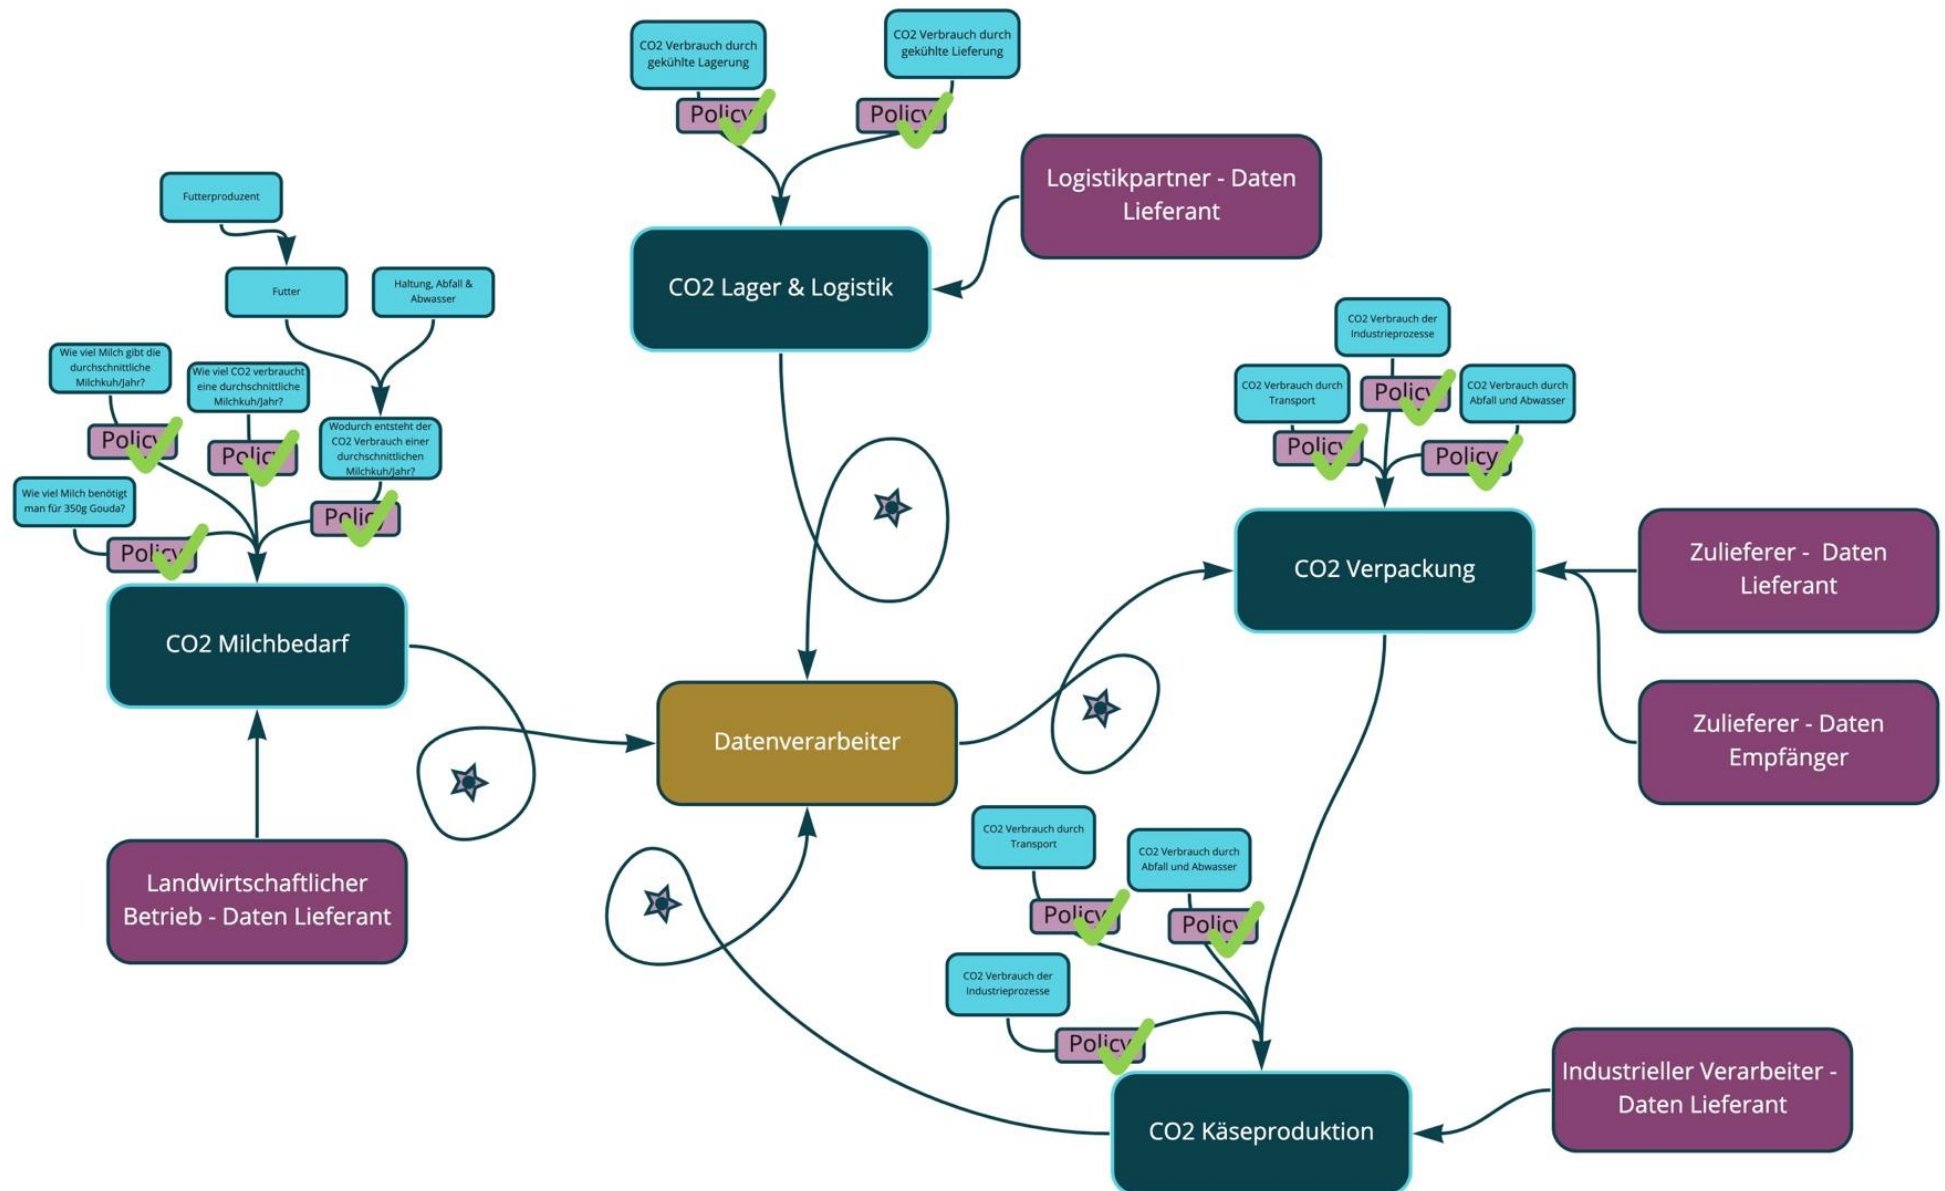 CO2 Verbrauch durch
gekühlte Lagerung
CO2 Verbrauch durch
gekühlte Lieferung
Policy
Policy
Logistikpartner - Daten
Lieferant
CO2 Lager & Logistik
Futterproduzent
Futter
Haltung, Abfall &
Abwasser
Wie viel Milch gibt die
durchschnittliche
Milchkuh/Jahr?
Wie viel CO2 verbraucht
eine durchschnittliche
Milchkuh/Jahr?
Wodurch entsteht der
CO2 Verbrauch einer
durchschnittlichen
Milchkuh/Jahr?
Policy
Policy
Wie viel Milch benötigt
man für 350g Gouda?
Policy
Policy
CO2 Milchbedarf
Landwirtschaftlicher
Betrieb - Daten Lieferant
Datenverarbeiter
CO2 Verbrauch der
Industrieprozesse
CO2 Verbrauch durch
Transport
Policy
CO2 Verbrauch durch
Abfall und Abwasser
Policy
Policy
CO2 Verpackung
Zulieferer - Daten
Lieferant
Zulieferer - Daten
Empfänger
CO2 Verbrauch durch
Transport
CO2 Verbrauch durch
Abfall und Abwasser
Policy
Policy
CO2 Verbrauch der
Industrieprozesse
Policy
CO2 Käseproduktion
Industrieller Verarbeiter -
Daten Lieferant